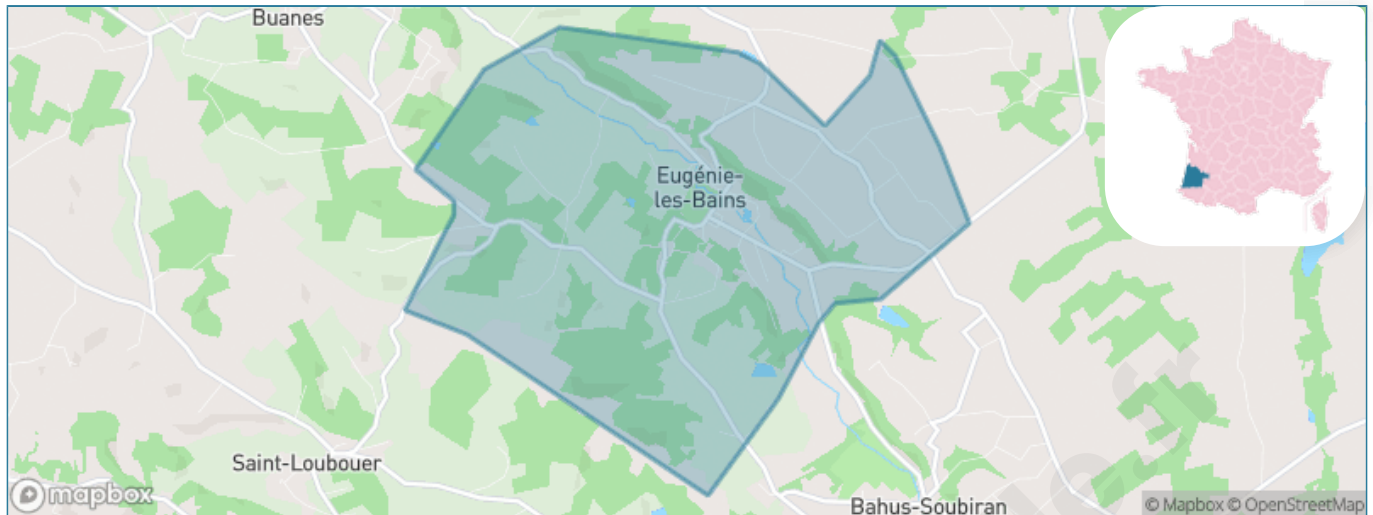 Buanes
Eugénie-
les-Bains
Saint-Loubouer
Bahus-Soubiran
mapbox
© Mapbox © OpenStreetMap